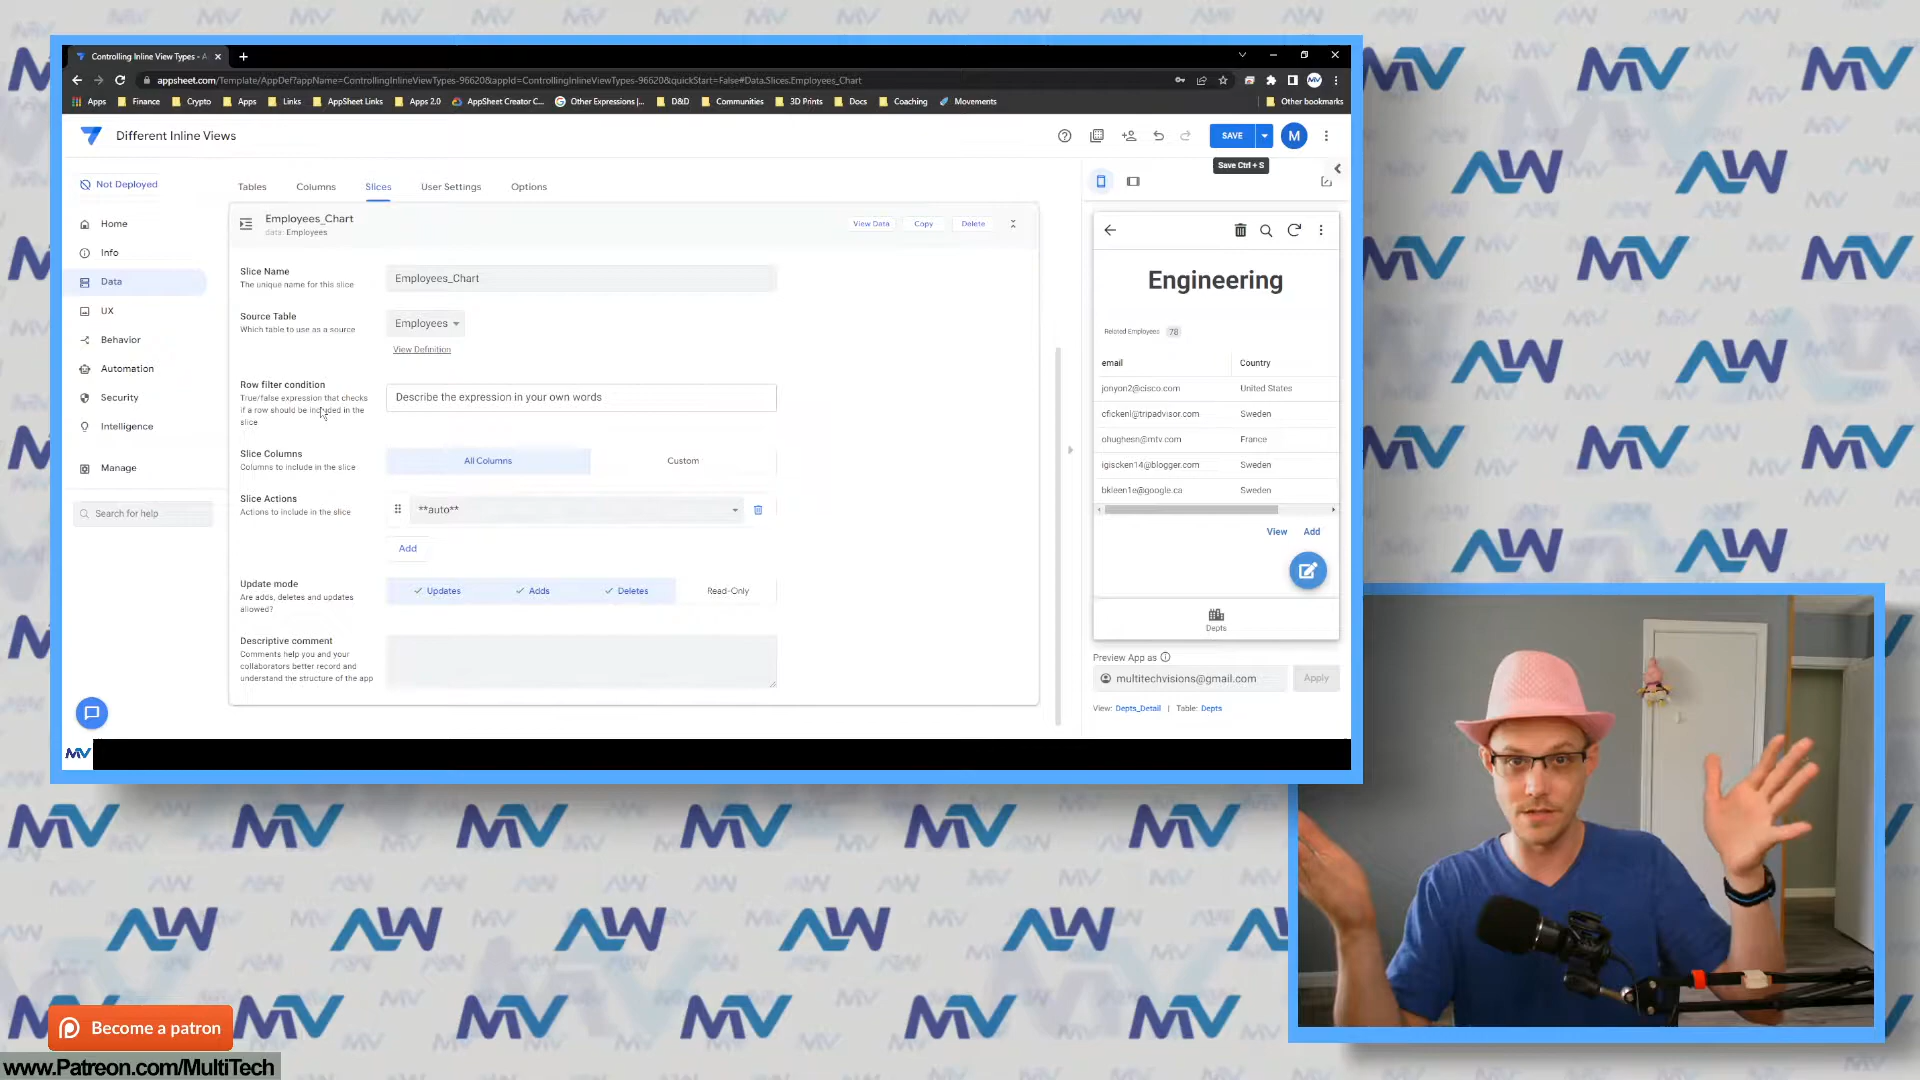 Controlling Inline View Types - A
appsheet.com/Template/AppDef?appName=ControllingInlineViewTypes-96620&appId=ControllingInlineViewTypes-96620&quickStart=False#Data.Slices.Employees_Chart
Apps Finance Crypto Apps Links AppSheet Links Apps 2.0 AppSheet Creator C... Other Expressions |... D&D Communities 3D Prints Docs Coaching Movements Other bookmarks
Different Inline Views
SAVE
M
Save Ctrl + S
Not Deployed
Home
Info
Data
UX
Behavior
Automation
Security
Intelligence
Manage
Search for help
Tables Columns Slices User Settings Options
Employees_Chart
data: Employees
View Data Copy Delete
Slice Name
The unique name for this slice
Employees_Chart
Source Table
Which table to use as a source
Employees
View Definition
Row filter condition
True/false expression that checks
if a row should be included in the
slice
Describe the expression in your own words
Slice Columns
Columns to include in the slice
All Columns Custom
Slice Actions
Actions to include in the slice
**auto**
Add
Update mode
Are adds, deletes and updates
allowed?
Updates Adds Deletes Read-Only
Descriptive comment
Comments help you and your
collaborators better record and
understand the structure of the app
Engineering
Related Employees 78
email Country
jonyon2@cisco.com United States
cfickenl@tripadvisor.com Sweden
ohughesn@mtv.com France
igiscken14@blogger.com Sweden
bkleen1e@google.ca Sweden
View Add
Depts
Preview App as
multitechvisions@gmail.com
Apply
View: Depts_Detail | Table: Depts
MV
Become a patron
www.Patreon.com/MultiTech